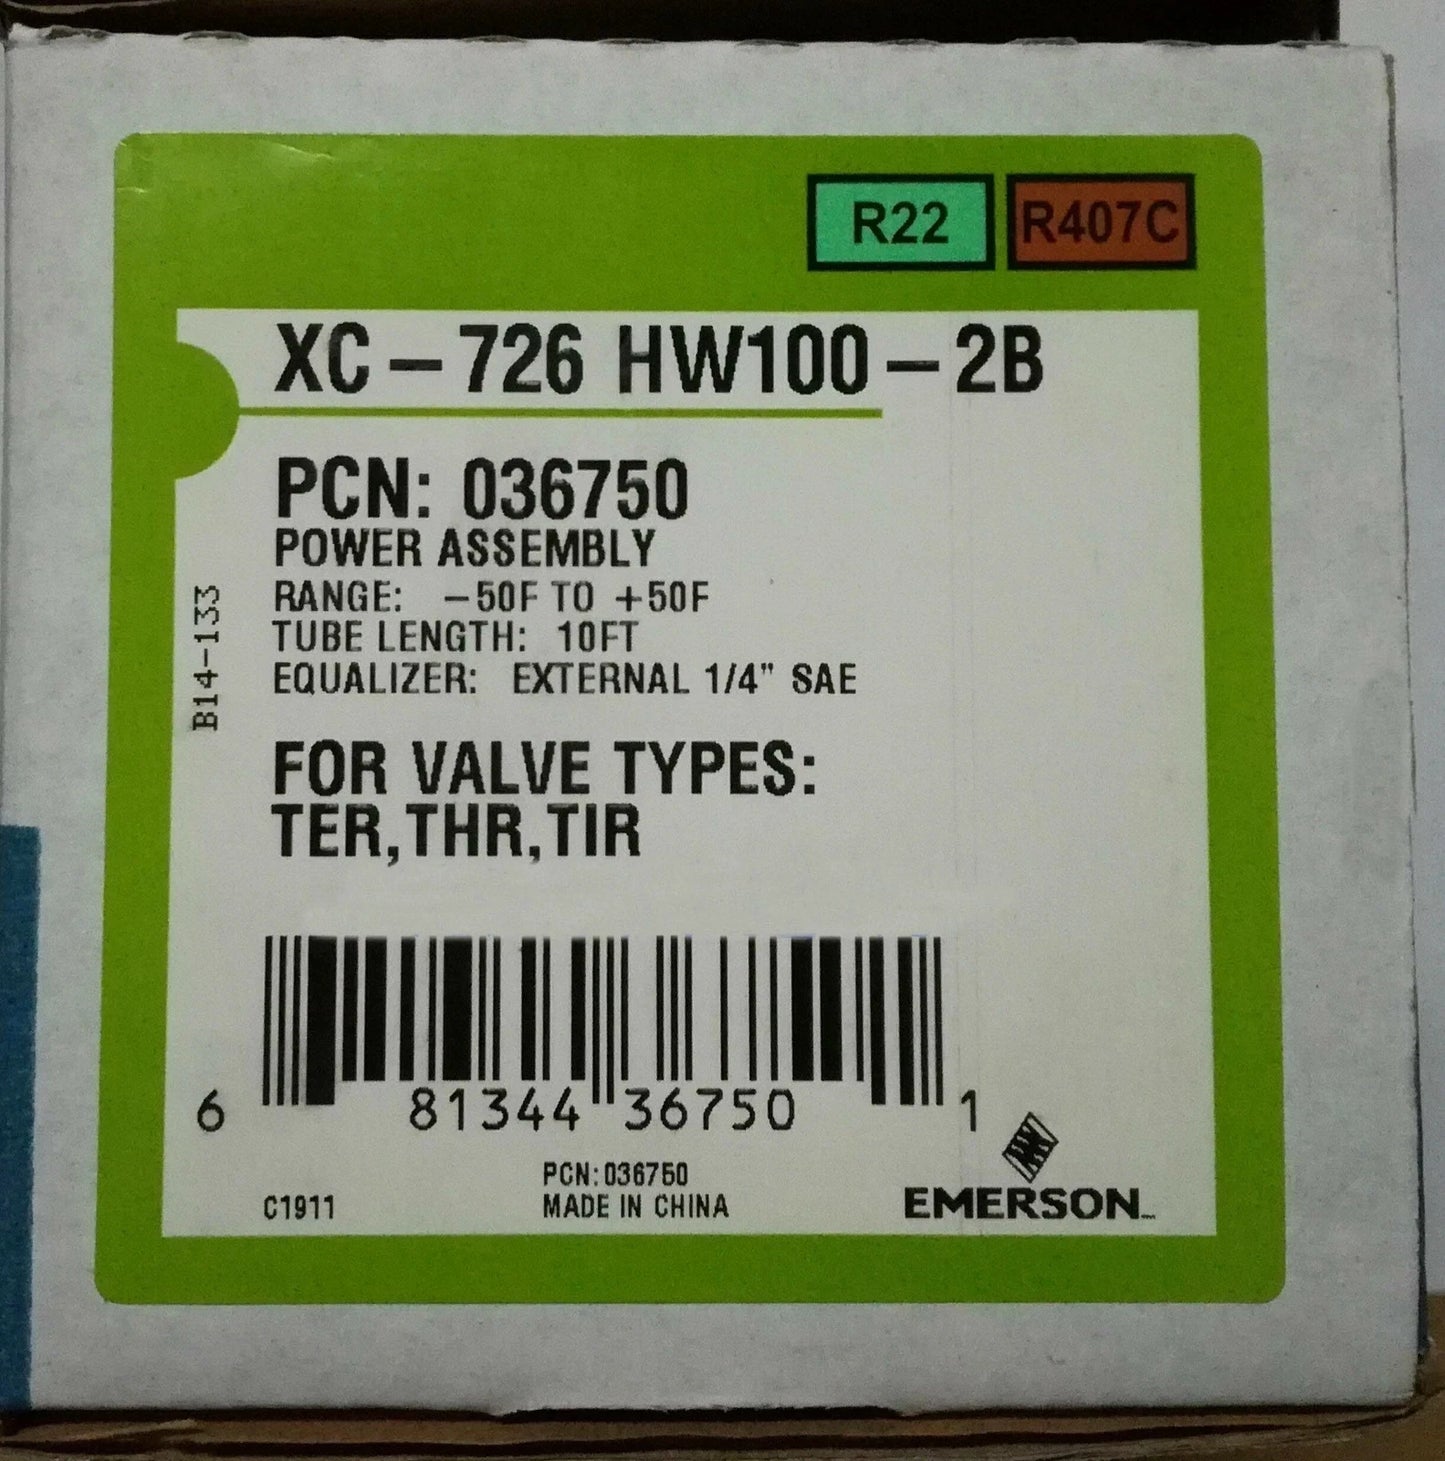 R22 R407C
XC-726 HW100-2B
PCN: 036750
POWER ASSEMBLY
RANGE: -50F TO +50F
TUBE LENGTH: 10FT
EQUALIZER: EXTERNAL 1/4" SAE
B14-133
FOR VALVE TYPES:
TER,THR,TIR
6 81344 36750 1
PCN:036750
C1911 MADE IN CHINA
EMERSON